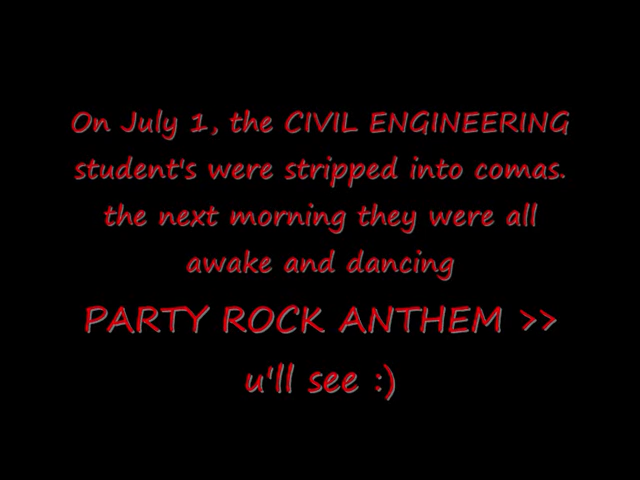 On July 1, the CIVIL ENGINEERING
student's were stripped into comas.
the next morning they were all
awake and dancing
PARTY ROCK ANTHEM >>
u'll see :)